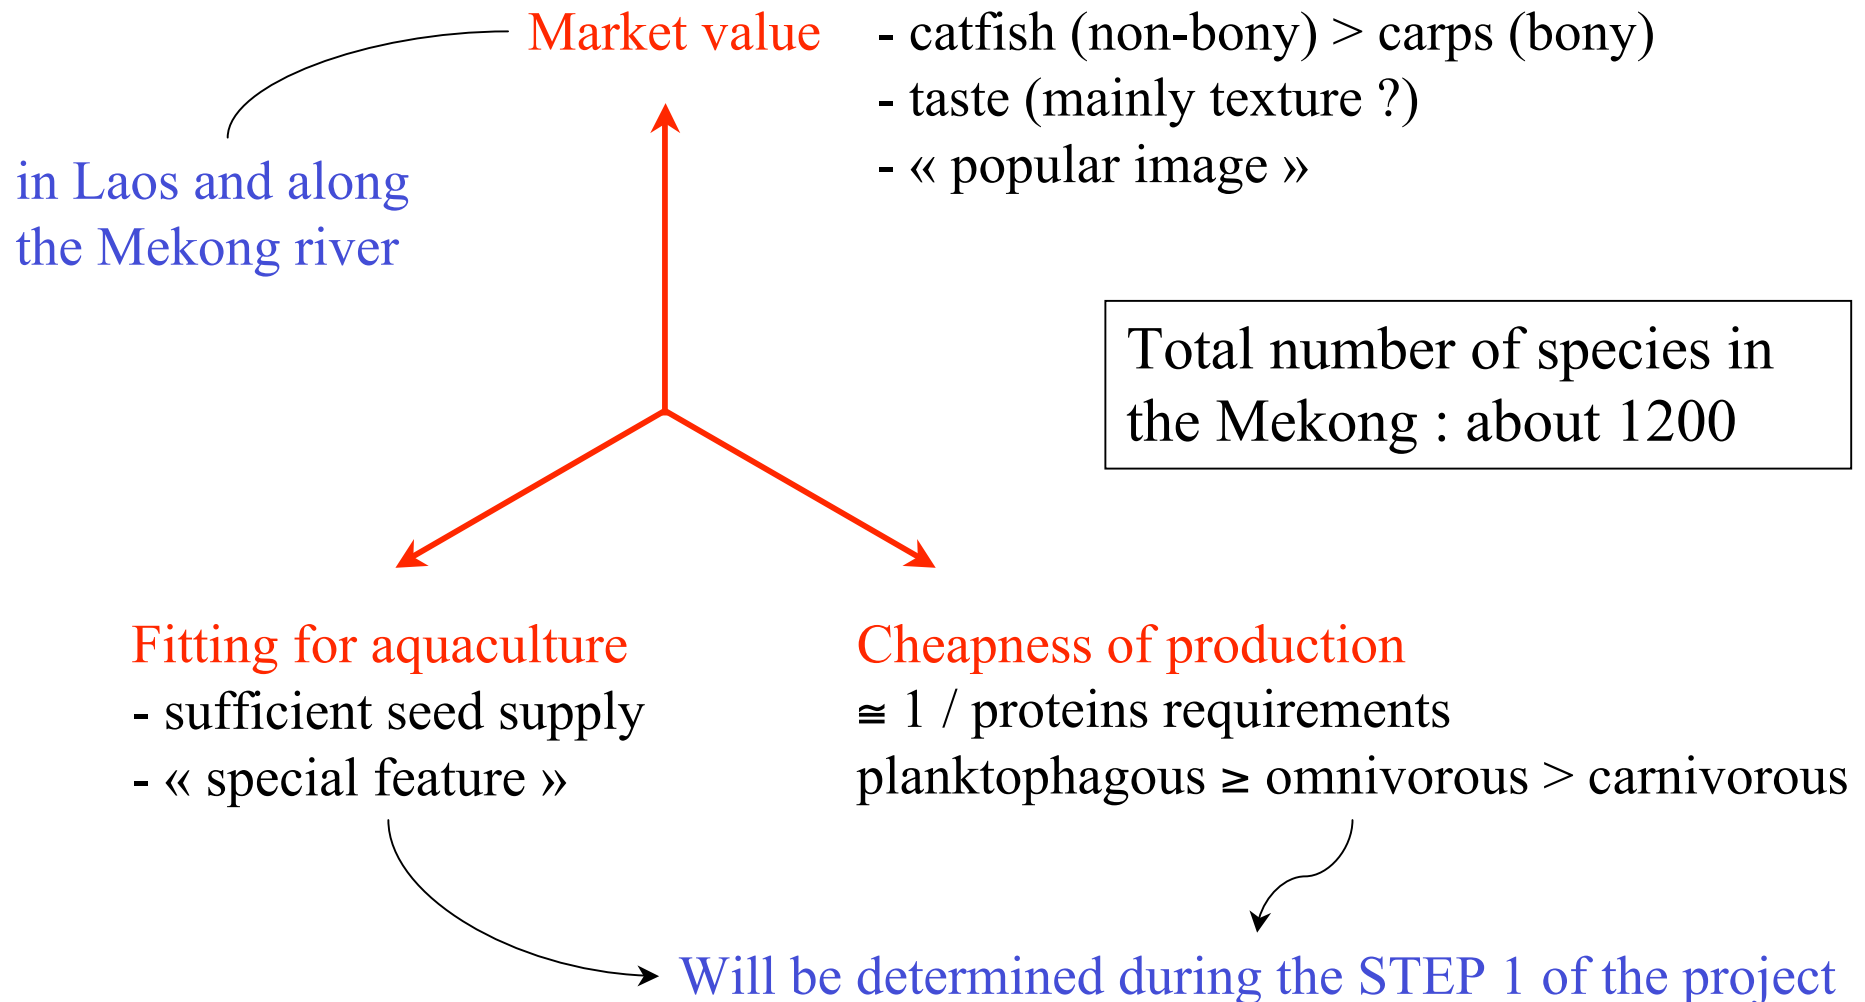 Market value
- catfish (non-bony) > carps (bony)
- taste (mainly texture ?)
- « popular image »
in Laos and along
the Mekong river
Total number of species in
the Mekong : about 1200
Fitting for aquaculture
- sufficient seed supply
- « special feature »
Cheapness of production
≅ 1 / proteins requirements
planktophagous ≥ omnivorous > carnivorous
Will be determined during the STEP 1 of the project